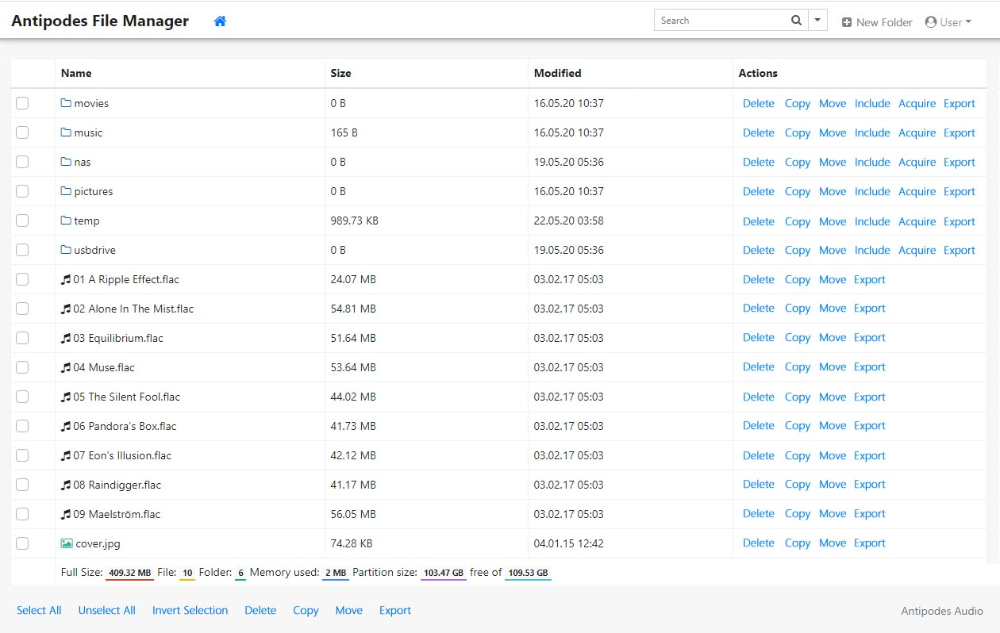 Antipodes File Manager Search New Folder User
Name Size Modified Actions
movies 0 B 16.05.20 10:37 Delete Copy Move Include Acquire Export
music 165 B 16.05.20 10:37 Delete Copy Move Include Acquire Export
nas 0 B 19.05.20 05:36 Delete Copy Move Include Acquire Export
pictures 0 B 16.05.20 10:37 Delete Copy Move Include Acquire Export
temp 989.73 KB 22.05.20 03:58 Delete Copy Move Include Acquire Export
usbdrive 0 B 19.05.20 05:36 Delete Copy Move Include Acquire Export
01 A Ripple Effect.flac 24.07 MB 03.02.17 05:03 Delete Copy Move Export
02 Alone In The Mist.flac 54.81 MB 03.02.17 05:03 Delete Copy Move Export
03 Equilibrium.flac 51.64 MB 03.02.17 05:03 Delete Copy Move Export
04 Muse.flac 53.64 MB 03.02.17 05:03 Delete Copy Move Export
05 The Silent Fool.flac 44.02 MB 03.02.17 05:03 Delete Copy Move Export
06 Pandora's Box.flac 41.73 MB 03.02.17 05:03 Delete Copy Move Export
07 Eon's Illusion.flac 42.12 MB 03.02.17 05:03 Delete Copy Move Export
08 Raindigger.flac 41.17 MB 03.02.17 05:03 Delete Copy Move Export
09 Maelström.flac 56.05 MB 03.02.17 05:03 Delete Copy Move Export
cover.jpg 74.28 KB 04.01.15 12:42 Delete Copy Move Export
Full Size: 409.32 MB File: 10 Folder: 6 Memory used: 2 MB Partition size: 103.47 GB free of 109.53 GB
Select All Unselect All Invert Selection Delete Copy Move Export Antipodes Audio